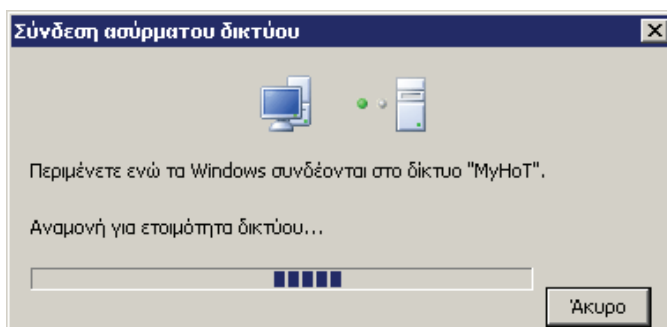 Σύνδεση ασύρματου δικτύου
Περιμένετε ενώ τα Windows συνδέονται στο δίκτυο "MyHoT".
Αναμονή για ετοιμότητα δικτύου...
Άκυρο